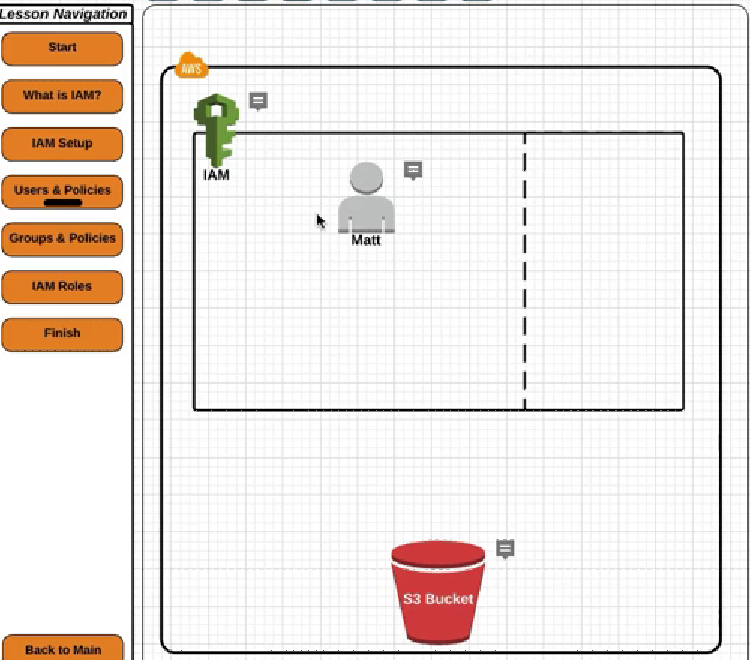 Lesson Navigation
Start
What is IAM?
IAM Setup
Users & Policies
Groups & Policies
IAM Roles
Finish
Back to Main
AWS
IAM
Matt
S3 Bucket